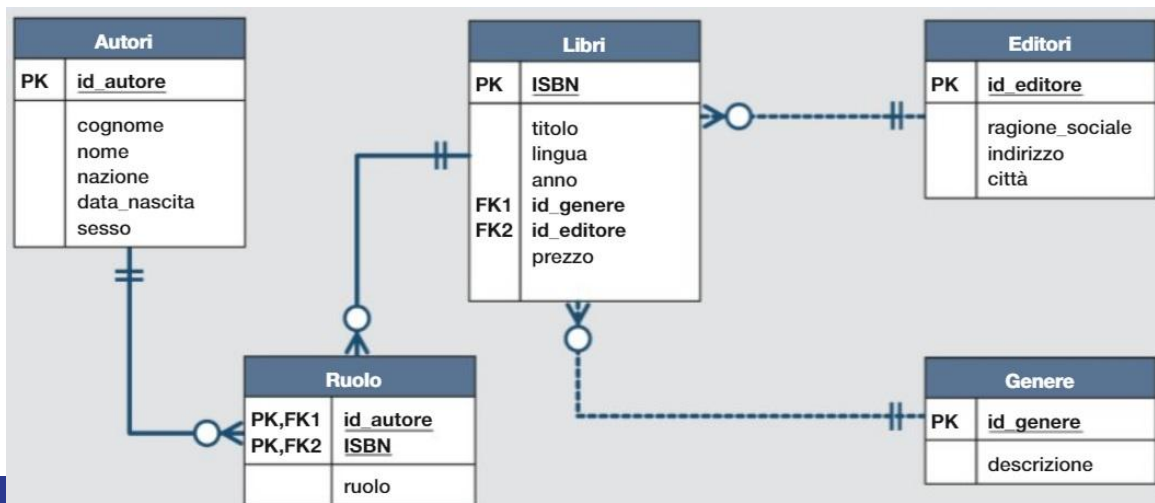 Autori
PK id_autore
cognome
nome
nazione
data_nascita
sesso
Libri
PK ISBN
titolo
lingua
anno
FK1 id_genere
FK2 id_editore
prezzo
Editori
PK id_editore
ragione_sociale
indirizzo
città
Ruolo
PK,FK1 id_autore
PK,FK2 ISBN
ruolo
Genere
PK id_genere
descrizione